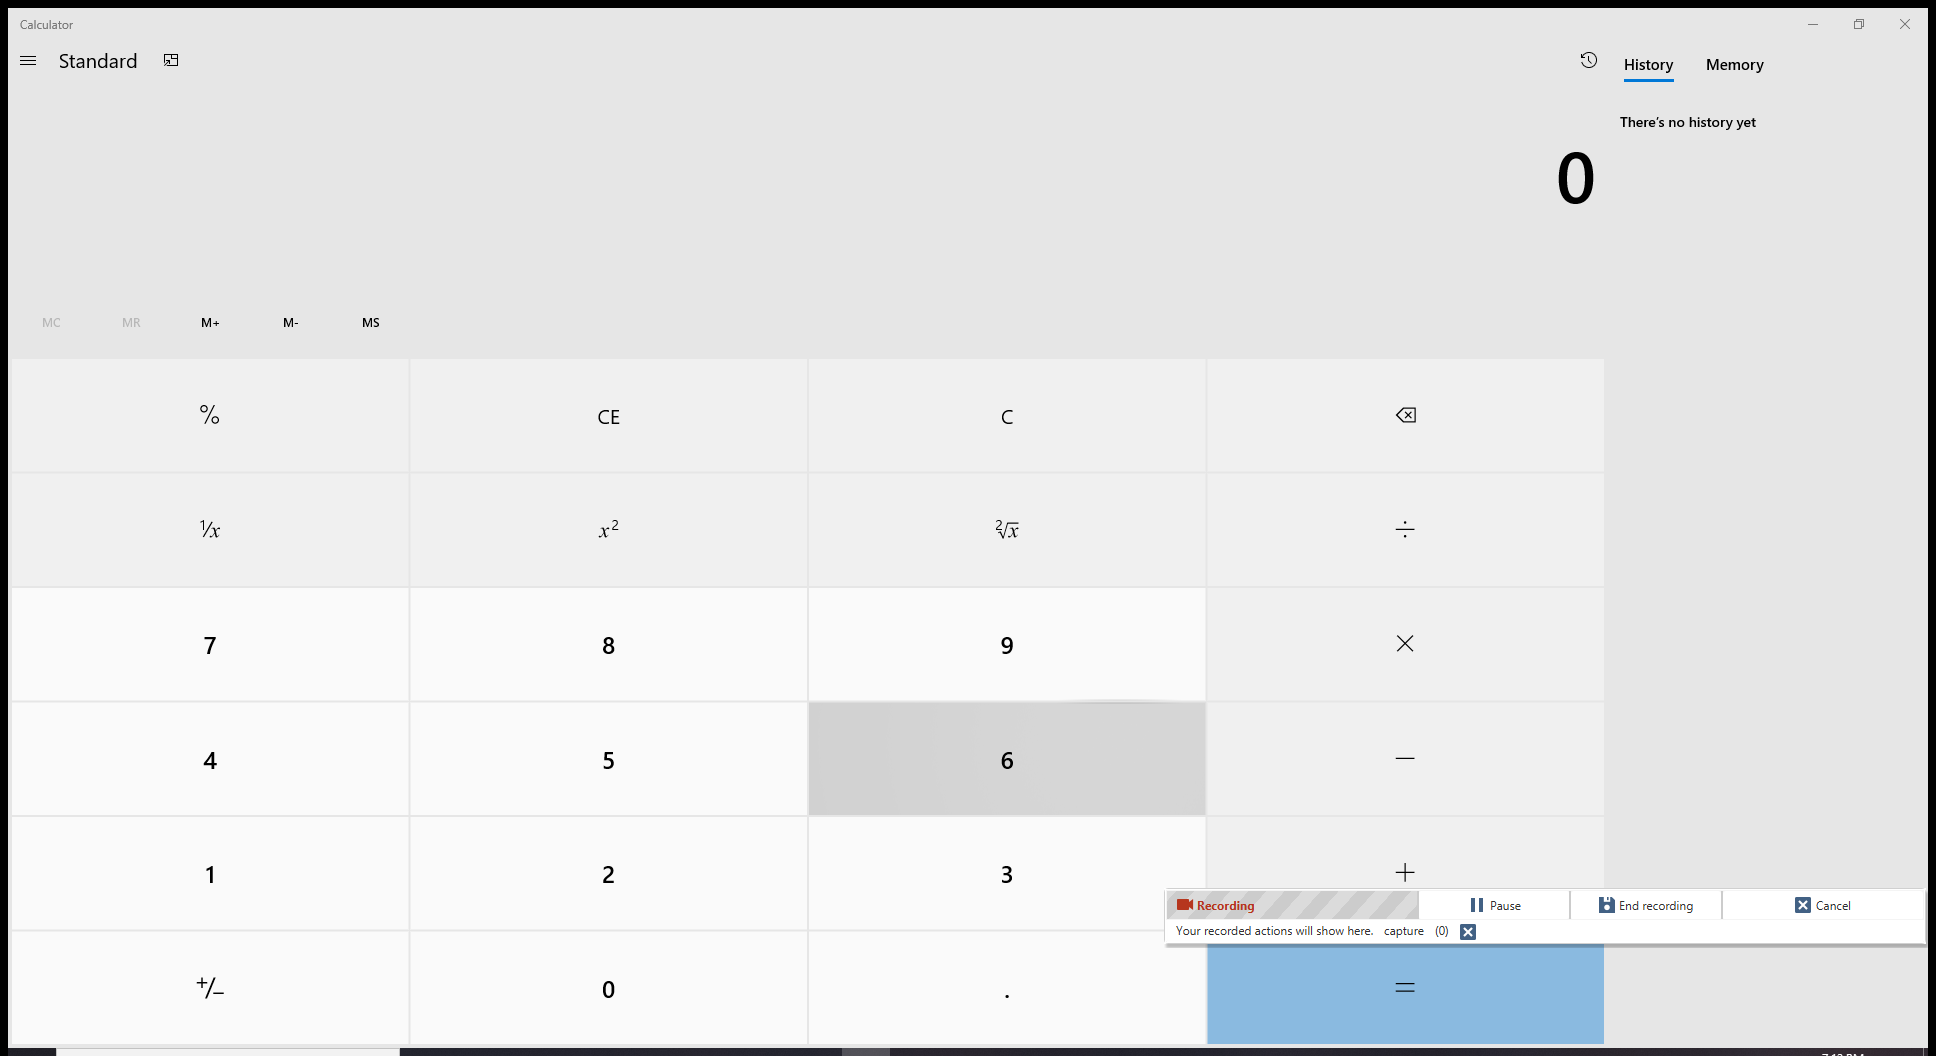 Calculator
Standard
History Memory
There's no history yet
0
MC MR M+ M- MS
% CE C
1/x x² ²√x ÷
7 8 9 ×
4 5 6 −
1 2 3 +
Recording Pause End recording Cancel
Your recorded actions will show here. capture (0)
+/− 0 . =